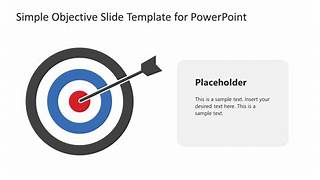 Simple Objective Slide Template for PowerPoint
Placeholder
This is a sample text. Insert your
desired text here. This is a
sample text.